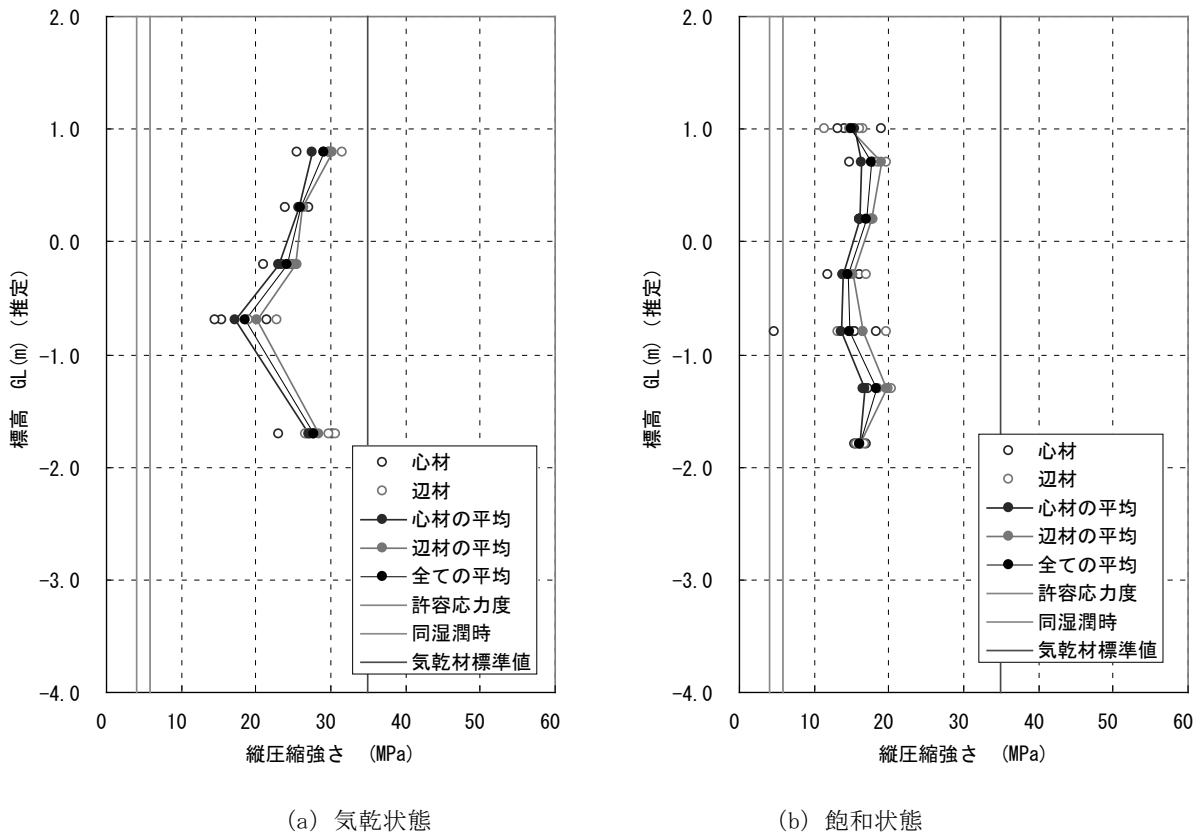 2.0
1.0
0.0
-1.0
-2.0
-3.0
-4.0
標高 GL(m) (推定)
0 10 20 30 40 50 60
縦圧縮強さ (MPa)
心材
辺材
心材の平均
辺材の平均
全ての平均
許容応力度
同湿潤時
気乾材標準値
(a) 気乾状態
2.0
1.0
0.0
-1.0
-2.0
-3.0
-4.0
標高 GL(m) (推定)
0 10 20 30 40 50 60
縦圧縮強さ (MPa)
心材
辺材
心材の平均
辺材の平均
全ての平均
許容応力度
同湿潤時
気乾材標準値
(b) 飽和状態